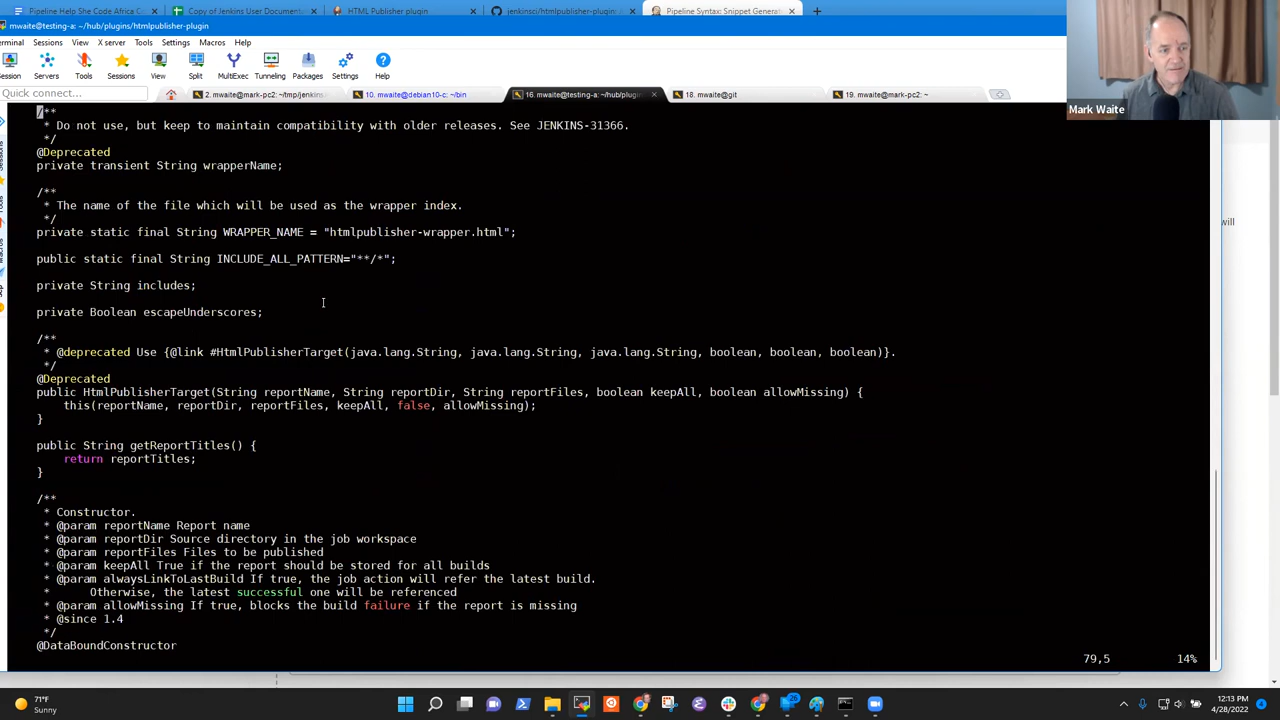 Pipeline Help She Code Africa C
Copy of Jenkins User Documenta
HTML Publisher plugin
jenkinsci/htmlpublisher-plugin:
Pipeline Syntax: Snippet Generat
mwaite@testing-a:~/hub/plugins/htmlpublisher-plugin
erminal Sessions View X server Tools Settings Macros Help
ession Servers Tools Sessions View Split MultiExec Tunneling Packages Settings Help
Quick connect...
2. mwaite@mark-pc2: ~/tmp/jenkins
10. mwaite@debian10-c: ~/bin
16. mwaite@testing-a: ~/hub/plugin
18. mwaite@git
19. mwaite@mark-pc2: ~
Mark Waite
/**
* Do not use, but keep to maintain compatibility with older releases. See JENKINS-31366.
*/
@Deprecated
private transient String wrapperName;
/**
* The name of the file which will be used as the wrapper index.
*/
private static final String WRAPPER_NAME = "htmlpublisher-wrapper.html";
will
public static final String INCLUDE_ALL_PATTERN="**/*";
private String includes;
private Boolean escapeUnderscores;
/**
* @deprecated Use {@link #HtmlPublisherTarget(java.lang.String, java.lang.String, java.lang.String, boolean, boolean, boolean)}.
*/
@Deprecated
public HtmlPublisherTarget(String reportName, String reportDir, String reportFiles, boolean keepAll, boolean allowMissing) {
this(reportName, reportDir, reportFiles, keepAll, false, allowMissing);
}
public String getReportTitles() {
return reportTitles;
}
/**
* Constructor.
* @param reportName Report name
* @param reportDir Source directory in the job workspace
* @param reportFiles Files to be published
* @param keepAll True if the report should be stored for all builds
* @param alwaysLinkToLastBuild If true, the job action will refer the latest build.
* Otherwise, the latest successful one will be referenced
* @param allowMissing If true, blocks the build failure if the report is missing
* @since 1.4
*/
@DataBoundConstructor
79,5 14%
71°F
Sunny
26
12:13 PM
4/28/2022